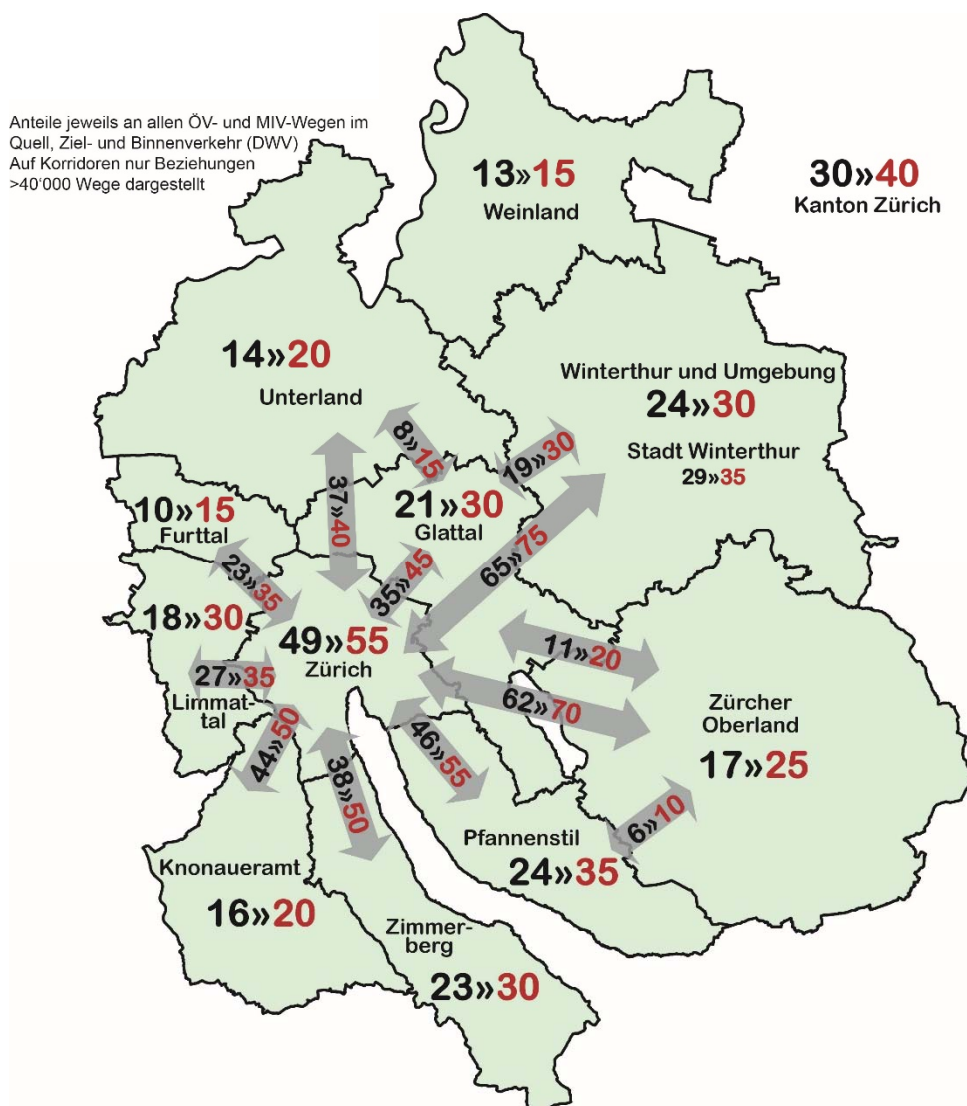 Anteile jeweils an allen ÖV- und MIV-Wegen im
Quell, Ziel- und Binnenverkehr (DWV)
Auf Korridoren nur Beziehungen
>40'000 Wege dargestellt
13»15
Weinland
30»40
Kanton Zürich
14»20
Unterland
Winterthur und Umgebung
24»30
Stadt Winterthur
29»35
8»15
19»30
37»40
21»30
Glattal
10»15
Furttal
65»75
23»35
35»45
18»30
49»55
Zürich
11»20
27»35
Limmat-
tal
62»70
Zürcher
Oberland
17»25
44»50
38»50
46»55
6»10
Pfannenstil
24»35
Knonaueramt
16»20
Zimmer-
berg
23»30